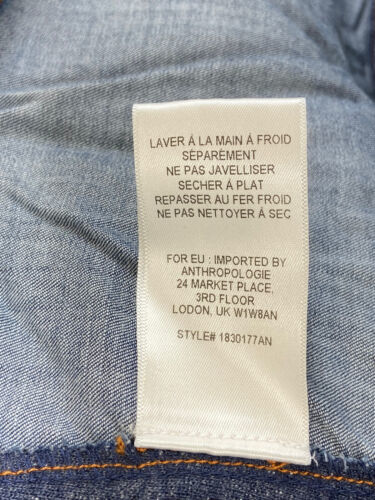 LAVER À LA MAIN À FROID
SÉPARÉMENT
NE PAS JAVELLISER
SECHER À PLAT
REPASSER AU FER FROID
NE PAS NETTOYER À SEC
FOR EU : IMPORTED BY
ANTHROPOLOGIE
24 MARKET PLACE,
3RD FLOOR
LODON, UK W1W8AN
STYLE# 1830177AN